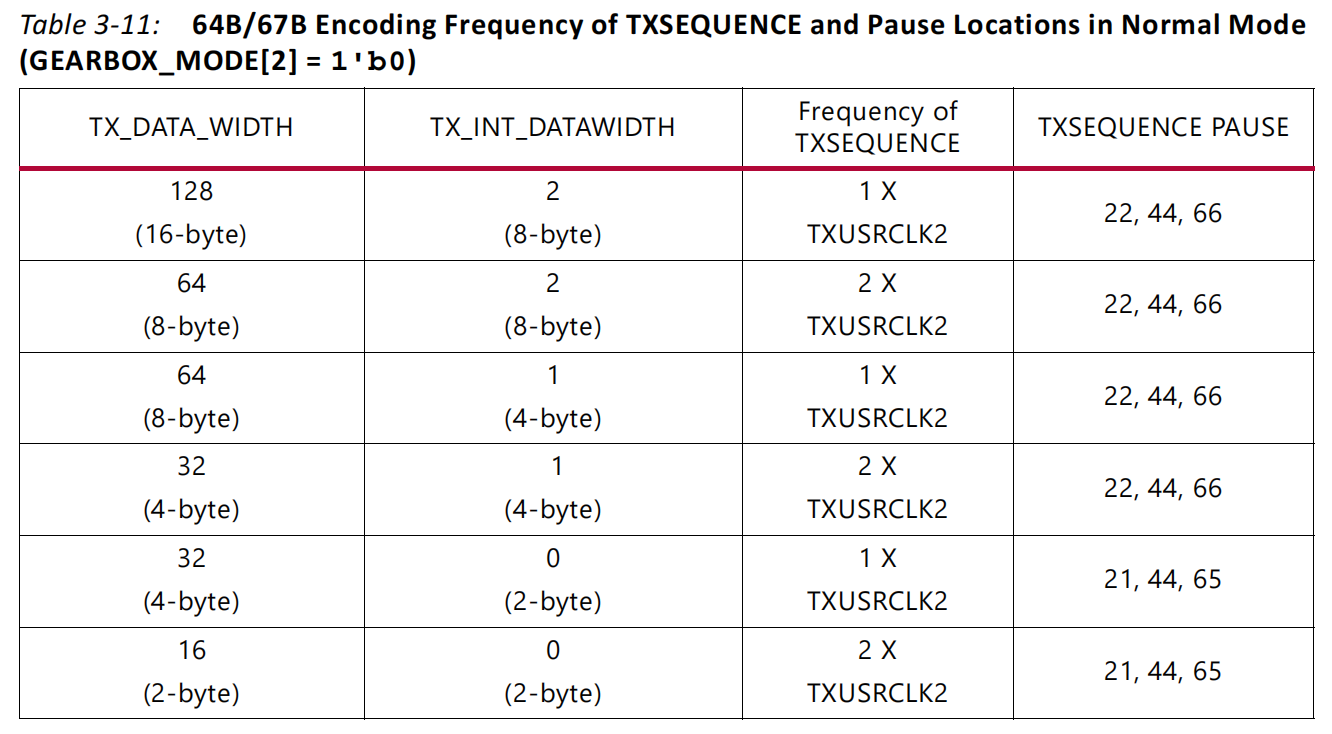 Table 3-11: 64B/67B Encoding Frequency of TXSEQUENCE and Pause Locations in Normal Mode
(GEARBOX_MODE[2] = 1'b0)
TX_DATA_WIDTH TX_INT_DATAWIDTH Frequency of TXSEQUENCE TXSEQUENCE PAUSE
128 2 1 X
(16-byte) (8-byte) TXUSRCLK2
22, 44, 66
64 2 2 X
(8-byte) (8-byte) TXUSRCLK2
22, 44, 66
64 1 1 X
(8-byte) (4-byte) TXUSRCLK2
22, 44, 66
32 1 2 X
(4-byte) (4-byte) TXUSRCLK2
22, 44, 66
32 0 1 X
(4-byte) (2-byte) TXUSRCLK2
21, 44, 65
16 0 2 X
(2-byte) (2-byte) TXUSRCLK2
21, 44, 65